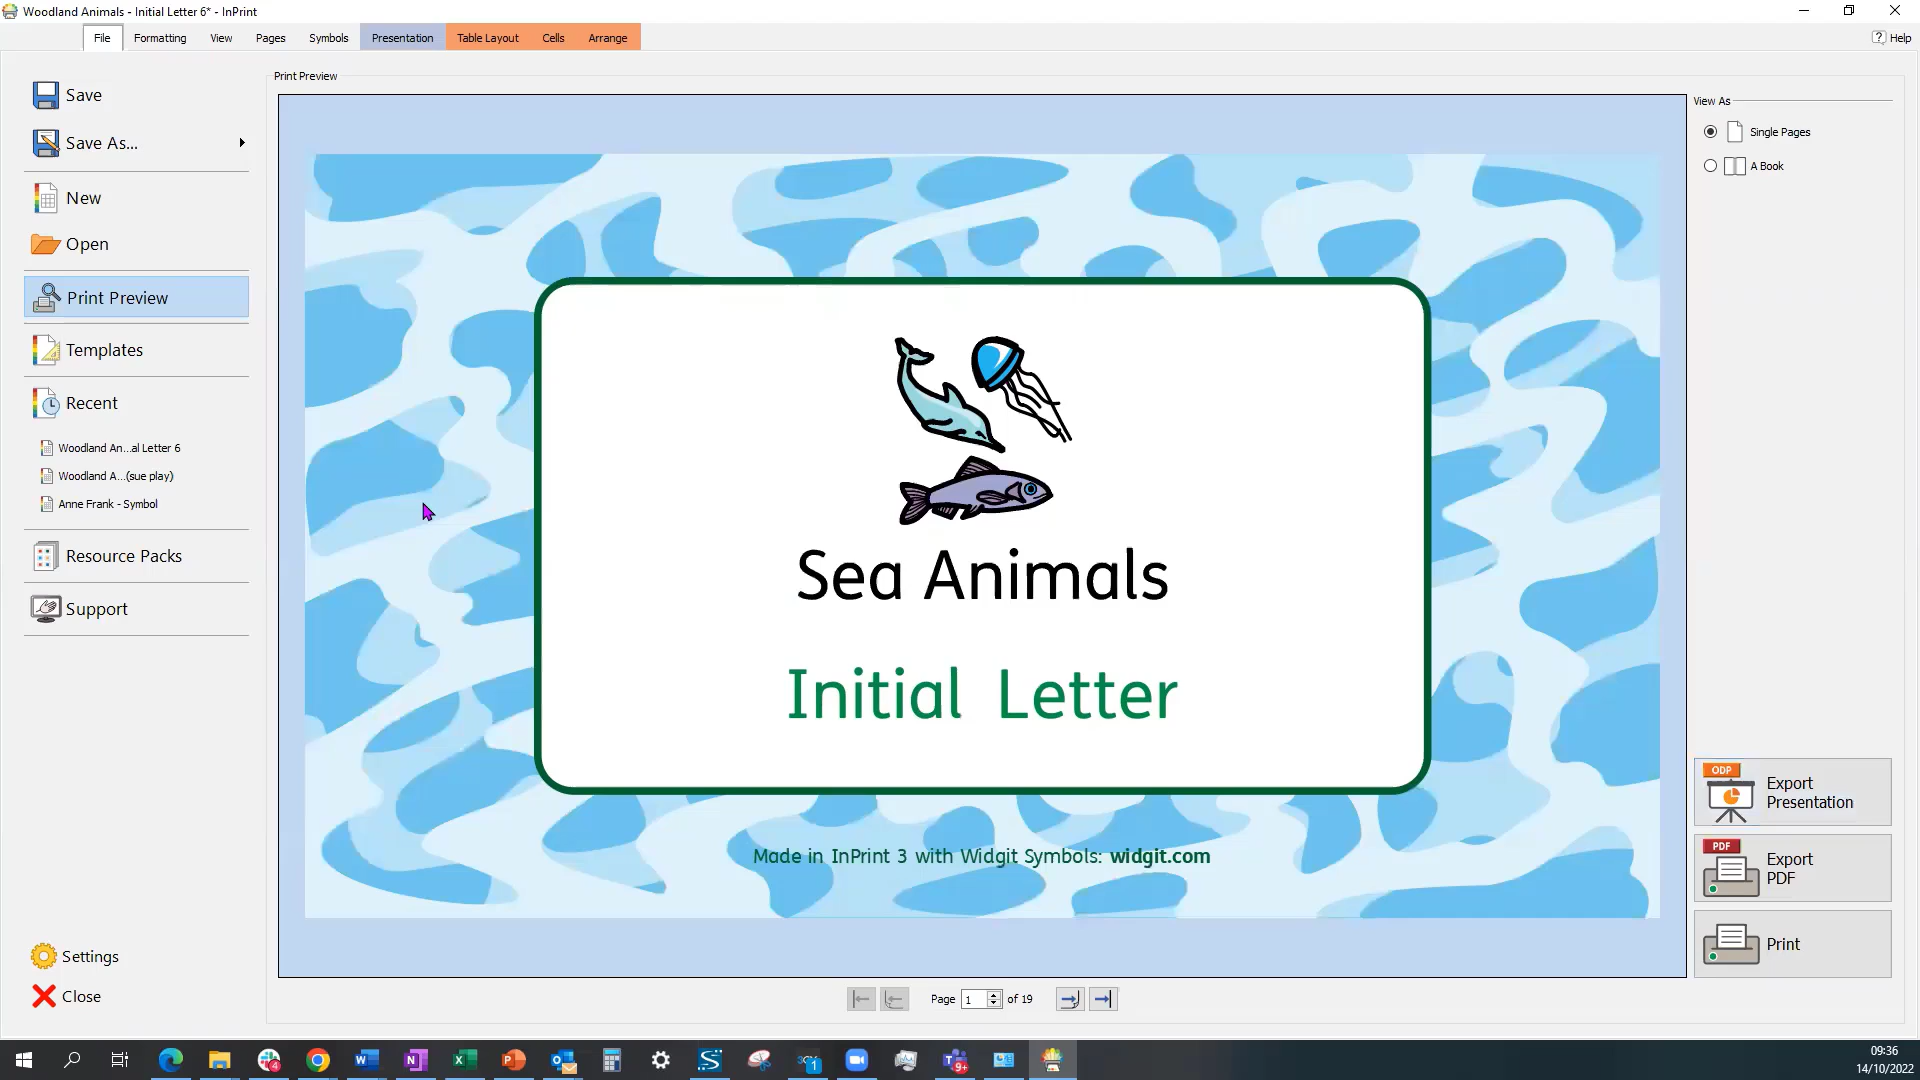 Woodland Animals - Initial Letter 6* - InPrint
File Formatting View Pages Symbols Presentation Table Layout Cells Arrange
? Help
Save
Save As...
New
Open
Print Preview
Templates
Recent
Woodland An...al Letter 6
Woodland A...(sue play)
Anne Frank - Symbol
Resource Packs
Support
Settings
Close
Print Preview
Sea Animals
Initial Letter
Made in InPrint 3 with Widgit Symbols: widgit.com
Page 1 of 19
View As
Single Pages
A Book
ODP
Export
Presentation
PDF
Export
PDF
Print
4
1
9+
09:36
14/10/2022